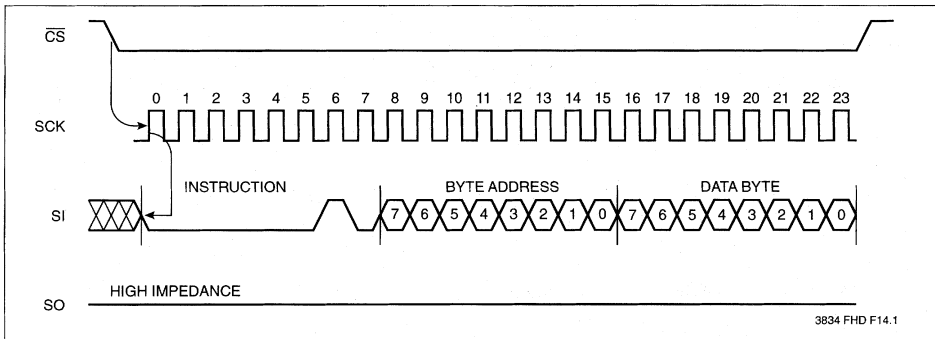 CS
0 1 2 3 4 5 6 7 8 9 10 11 12 13 14 15 16 17 18 19 20 21 22 23
SCK
INSTRUCTION BYTE ADDRESS DATA BYTE
SI 7 6 5 4 3 2 1 0 7 6 5 4 3 2 1 0
HIGH IMPEDANCE
SO
3834 FHD F14.1